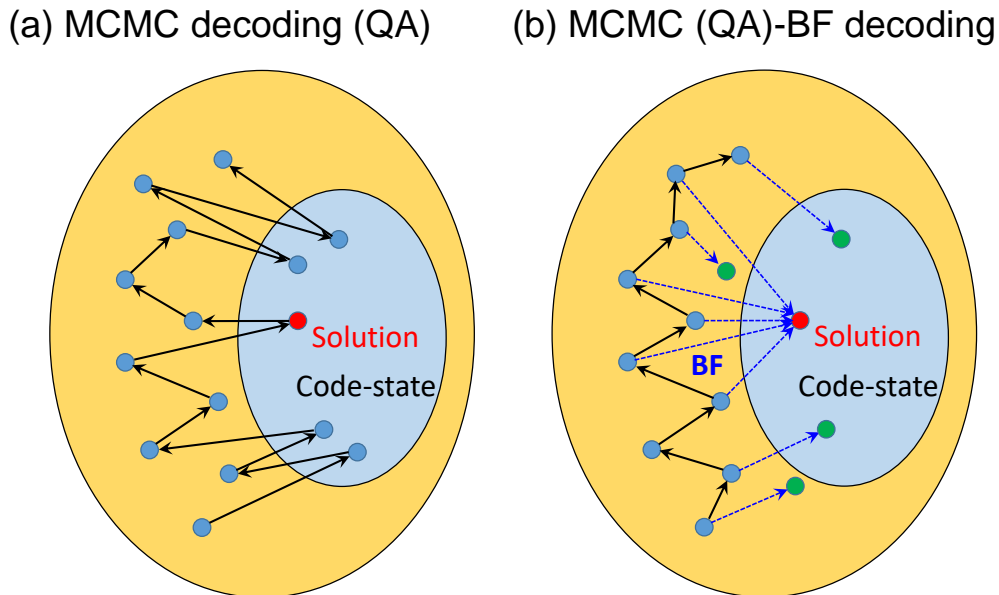 (a) MCMC decoding (QA)
(b) MCMC (QA)-BF decoding
Solution
Code-state
Solution
BF
Code-state